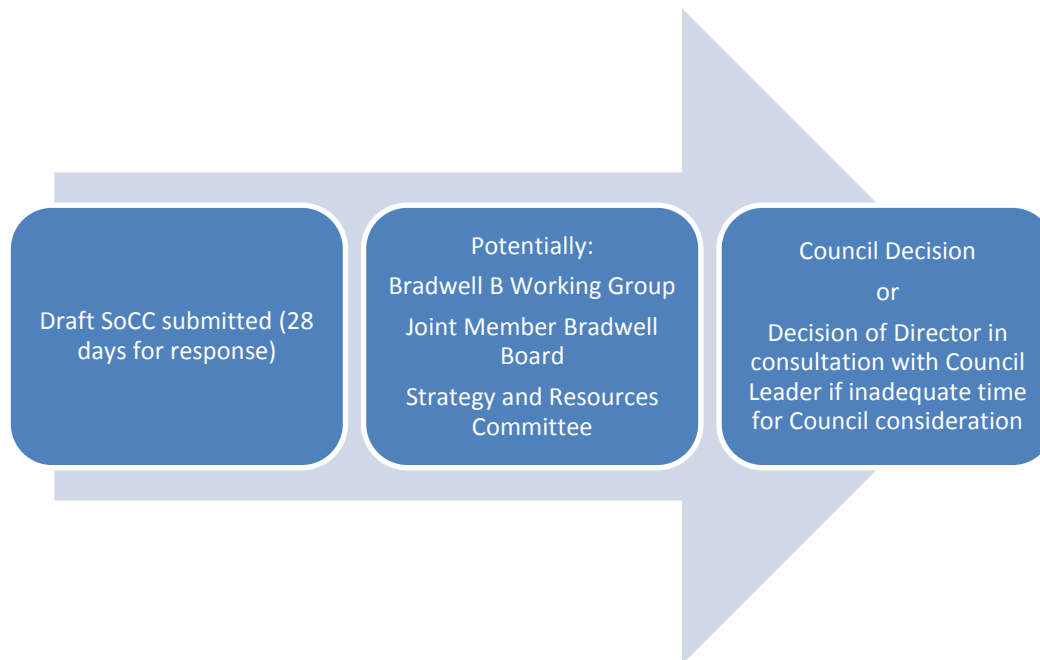 Draft SoCC submitted (28
days for response)
Potentially:
Bradwell B Working Group
Joint Member Bradwell
Board
Strategy and Resources
Committee
Council Decision
or
Decision of Director in
consultation with Council
Leader if inadequate time
for Council consideration